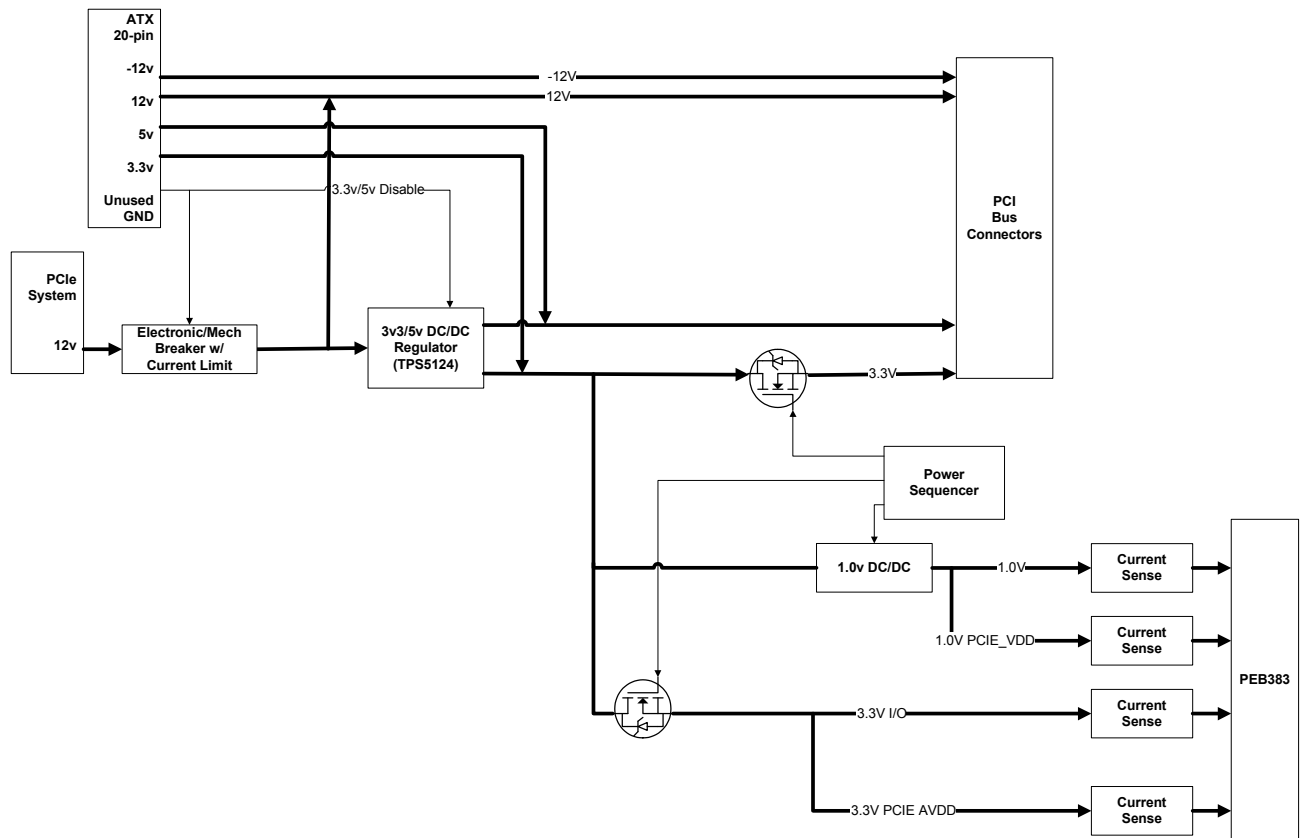 ATX
20-pin
-12v
12v
5v
3.3v
Unused
GND
-12V
12V
3.3v/5v Disable
PCI
Bus
Connectors
PCIe
System
12v
Electronic/Mech
Breaker w/
Current Limit
3v3/5v DC/DC
Regulator
(TPS5124)
3.3V
Power
Sequencer
1.0v DC/DC
1.0V
Current
Sense
1.0V PCIE_VDD
Current
Sense
PEB383
3.3V I/O
Current
Sense
3.3V PCIE AVDD
Current
Sense